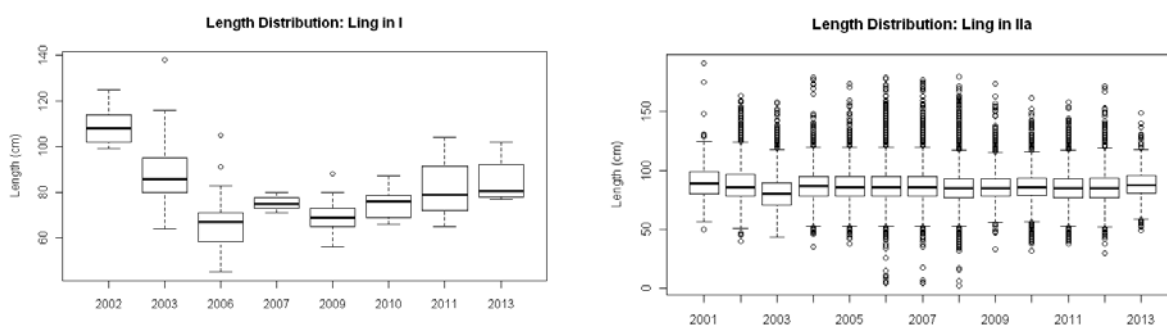 Length Distribution: Ling in I
Length (cm)
140
120
100
80
60
2002 2003 2006 2007 2009 2010 2011 2013
Length Distribution: Ling in IIa
Length (cm)
150
100
50
0
2001 2003 2005 2007 2009 2011 2013